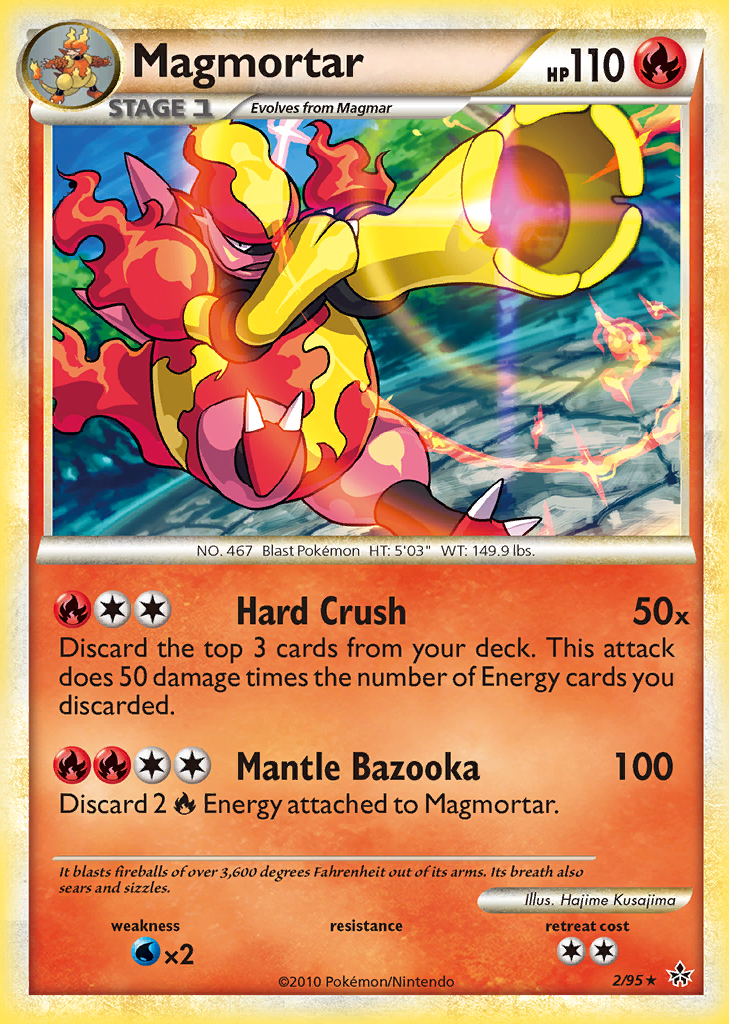 Magmortar
HP110
STAGE 1
Evolves from Magmar
NO. 467 Blast Pokémon HT: 5'03" WT: 149.9 lbs.
Hard Crush 50x
Discard the top 3 cards from your deck. This attack
does 50 damage times the number of Energy cards you
discarded.
Mantle Bazooka 100
Discard 2 Energy attached to Magmortar.
It blasts fireballs of over 3,600 degrees Fahrenheit out of its arms. Its breath also
sears and sizzles.
Illus. Hajime Kusajima
weakness resistance retreat cost
×2
©2010 Pokémon/Nintendo
2/95 ★